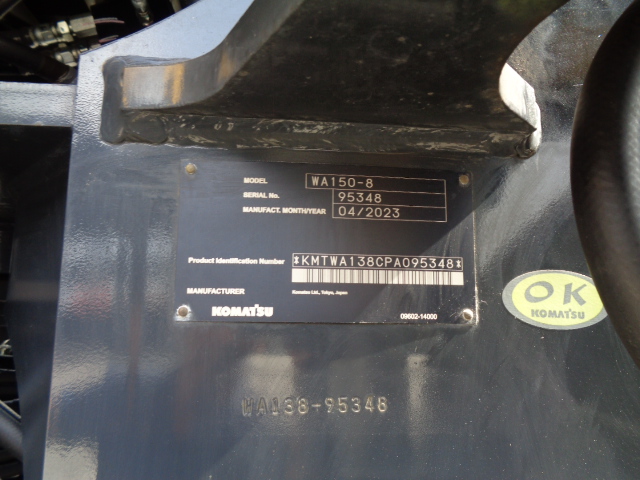 MODEL WA150-8
SERIAL No. 95348
MANUFACT. MONTH/YEAR 04/2023
Product Identification Number *KMTWA138CPA095348*
MANUFACTURER Komatsu Ltd., Tokyo, Japan
KOMATSU 09602-14000
OK
KOMATSU
WA138-95348